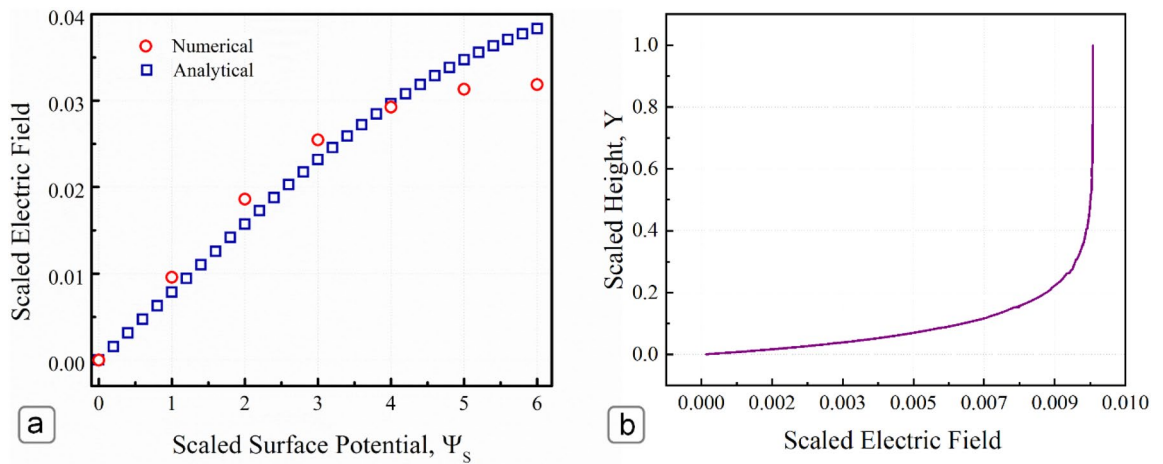 0.04
0.03
0.02
0.01
0.00
Scaled Electric Field
Numerical
Analytical
0 1 2 3 4 5 6
Scaled Surface Potential, Ψs
a
1.0
0.8
0.6
0.4
0.2
0.0
Scaled Height, Y
0.000 0.002 0.003 0.005 0.007 0.009 0.010
Scaled Electric Field
b